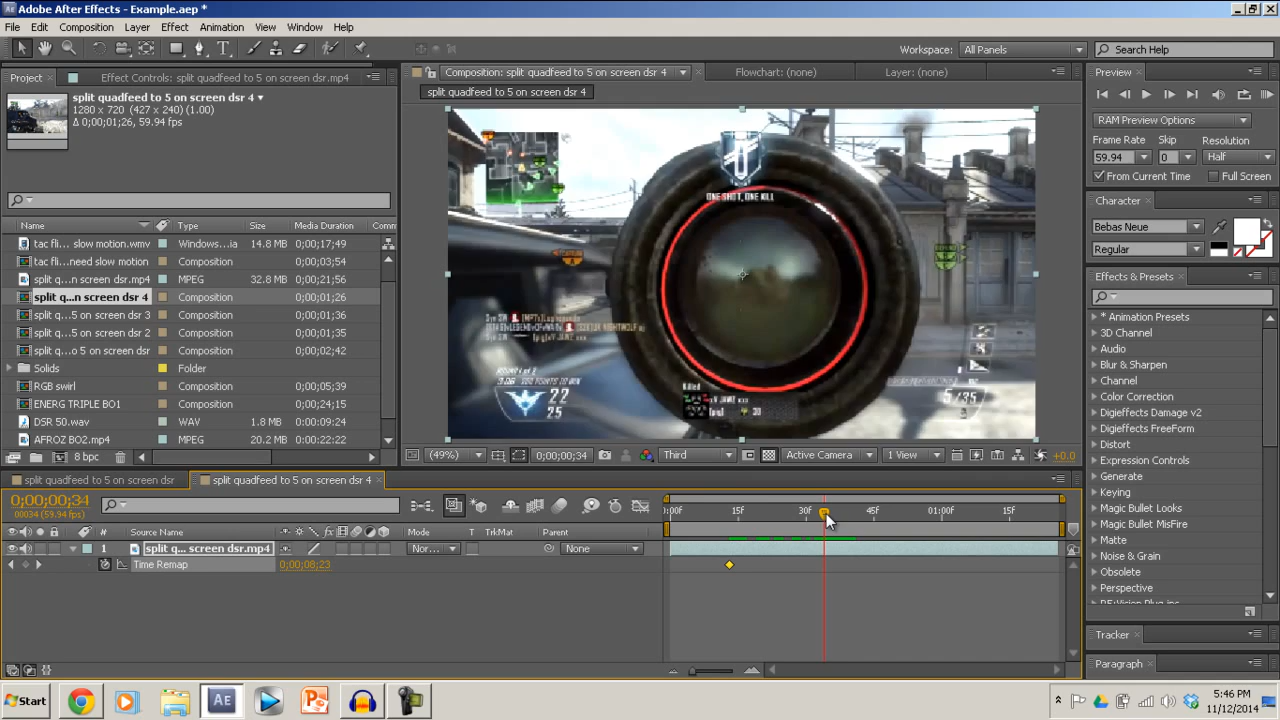 Adobe After Effects - Example.aep *
File Edit Composition Layer Effect Animation View Window Help
Workspace: All Panels Search Help
Project Effect Controls: split quadfeed to 5 on screen dsr.mp4
split quadfeed to 5 on screen dsr 4
1280 x 720 (427 x 240) (1.00)
Δ 0;00;01;26, 59.94 fps
Name Type Size Media Duration Comm
tac fli... slow motion.wmv Windows...ia 14.8 MB 0;00;17;49
tac fli...need slow motion Composition 0;00;03;54
split q...n screen dsr.mp4 MPEG 32.8 MB 0;00;21;56
split q...n screen dsr 4 Composition 0;00;01;26
split q...5 on screen dsr 3 Composition 0;00;01;16
split q...5 on screen dsr 2 Composition 0;00;01;35
split q...o 5 on screen dsr Composition 0;00;02;42
Solids Folder
RGB swirl Composition 0;00;05;39
ENERG TRIPLE BO1 Composition 0;00;24;15
DSR 50.wav WAV 1.8 MB 0:00:09:24
AFROZ BO2.mp4 MPEG 20.2 MB 0:00:22:22
8 bpc
Composition: split quadfeed to 5 on screen dsr 4 Flowchart: (none) Layer: (none)
split quadfeed to 5 on screen dsr 4
ONE SHOT, ONE KILL
22
25
Killed
30
5/35
(49%) 0;00;00;34 Third Active Camera 1 View +0.0
Preview
RAM Preview Options
Frame Rate Skip Resolution
59.94 0 Half
From Current Time Full Screen
Character
Bebas Neue
Regular
Effects & Presets
* Animation Presets
3D Channel
Audio
Blur & Sharpen
Channel
Color Correction
Digieffects Damage v2
Digieffects FreeForm
Distort
Expression Controls
Generate
Keying
Magic Bullet Looks
Magic Bullet MisFire
Matte
Noise & Grain
Obsolete
Perspective
RE:Vision Plug-ins
Tracker
Paragraph
split quadfeed to 5 on screen dsr split quadfeed to 5 on screen dsr 4
0;00;00;34
00034 (59.94 fps)
# Source Name Mode T TrkMat Parent
:00f 15f 30f 45f 01:00f 15f
1 split q... screen dsr.mp4 Nor... None
Time Remap 0;00;08;23
Start 5:46 PM
11/12/2014